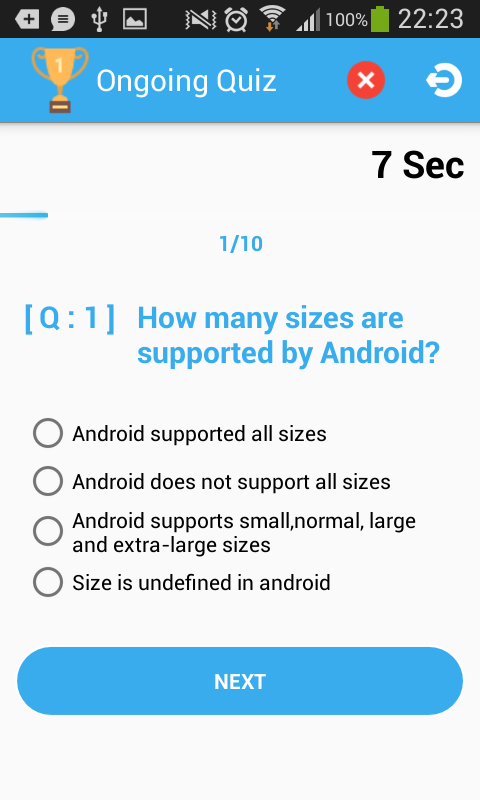 100% 22:23
1 Ongoing Quiz
7 Sec
1/10
[ Q : 1 ] How many sizes are
supported by Android?
Android supported all sizes
Android does not support all sizes
Android supports small,normal, large
and extra-large sizes
Size is undefined in android
NEXT